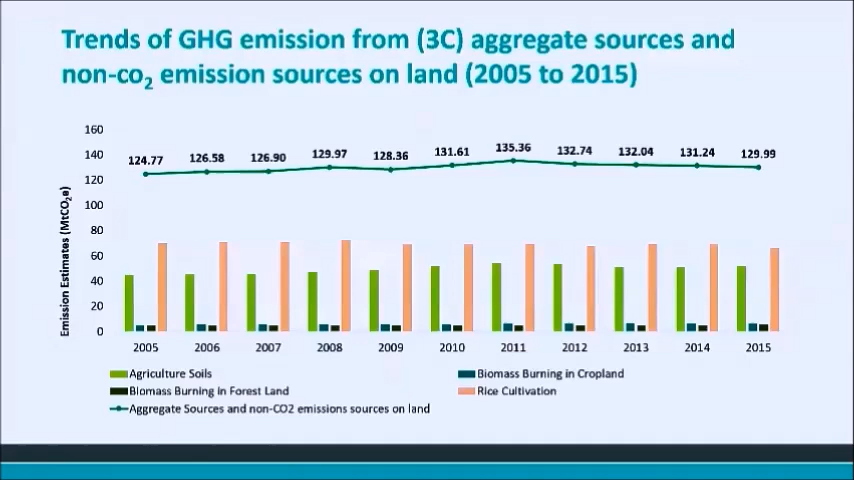 Trends of GHG emission from (3C) aggregate sources and
non-co₂ emission sources on land (2005 to 2015)
160
140
120
100
80
60
40
20
0
Emission Estimates (MtCO₂e)
124.77 126.58 126.90 129.97 128.36 131.61 135.36 132.74 132.04 131.24 129.99
2005 2006 2007 2008 2009 2010 2011 2012 2013 2014 2015
Agriculture Soils
Biomass Burning in Cropland
Biomass Burning in Forest Land
Rice Cultivation
Aggregate Sources and non-CO2 emissions sources on land